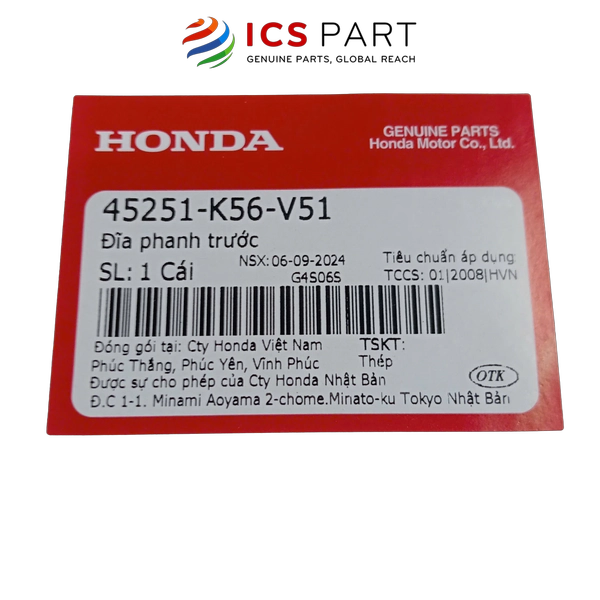 ICS PART
GENUINE PARTS, GLOBAL REACH
HONDA
GENUINE PARTS
Honda Motor Co., Ltd.
45251-K56-V51
Đĩa phanh trước
SL: 1 Cái
NSX: 06-09-2024
G4S06S
Tiêu chuẩn áp dụng
TCCS: 01|2008|HVN
Đóng gói tại: Cty Honda Việt Nam
Phúc Thắng, Phúc Yên, Vĩnh Phúc
TSKT:
Thép
Được sự cho phép của Cty Honda Nhật Bản
Đ.C 1-1. Minami Aoyama 2-chome.Minato-ku Tokyo Nhật Bản
OTK